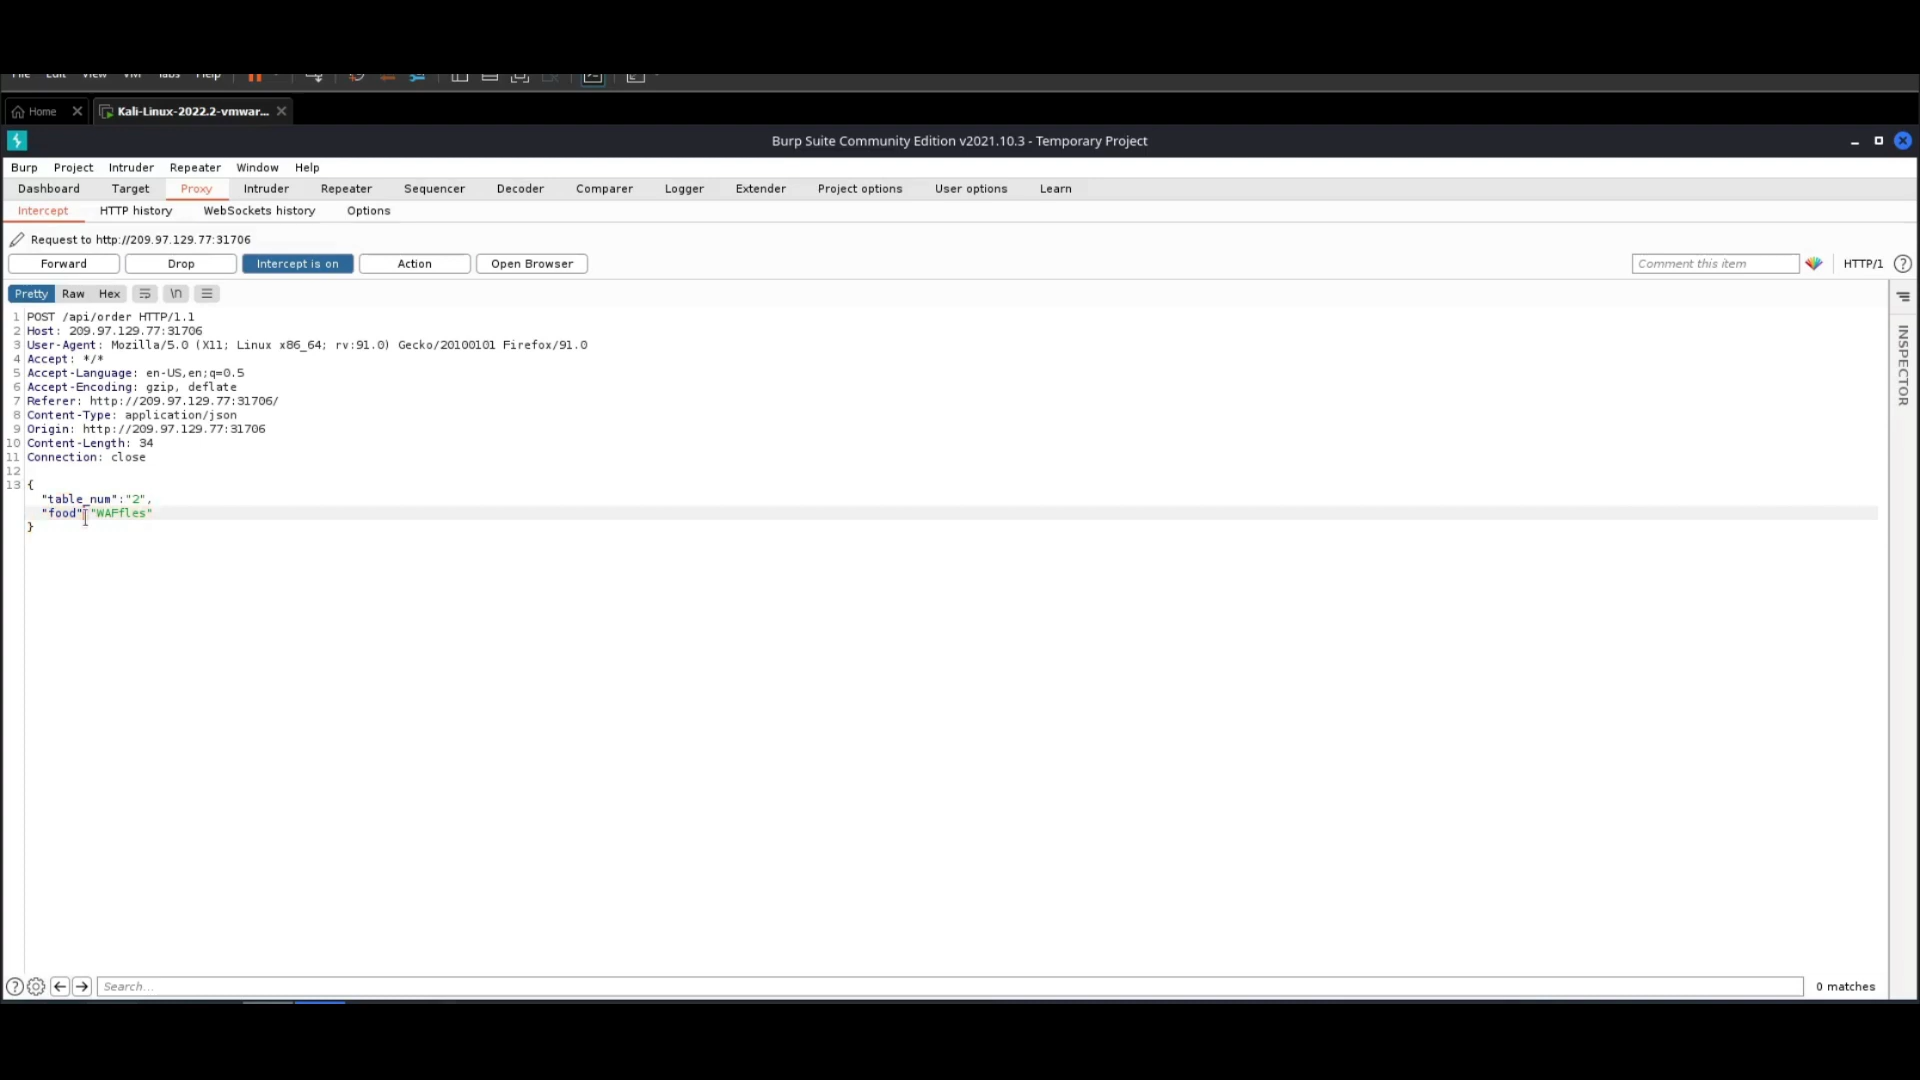 File Edit View VM Tabs Help
Home
Kali-Linux-2022.2-vmwar...
Burp Suite Community Edition v2021.10.3 - Temporary Project
Burp Project Intruder Repeater Window Help
Dashboard Target Proxy Intruder Repeater Sequencer Decoder Comparer Logger Extender Project options User options Learn
Intercept HTTP history WebSockets history Options
Request to http://209.97.129.77:31706
Forward Drop Intercept is on Action Open Browser Comment this item HTTP/1 ?
Pretty Raw Hex \n
1 POST /api/order HTTP/1.1
2 Host: 209.97.129.77:31706
3 User-Agent: Mozilla/5.0 (X11; Linux x86_64; rv:91.0) Gecko/20100101 Firefox/91.0
4 Accept: */*
5 Accept-Language: en-US,en;q=0.5
6 Accept-Encoding: gzip, deflate
7 Referer: http://209.97.129.77:31706/
8 Content-Type: application/json
9 Origin: http://209.97.129.77:31706
10 Content-Length: 34
11 Connection: close
12
13 {
"table_num":"2",
"food":"WAFfles"
}
INSPECTOR
? Search... 0 matches